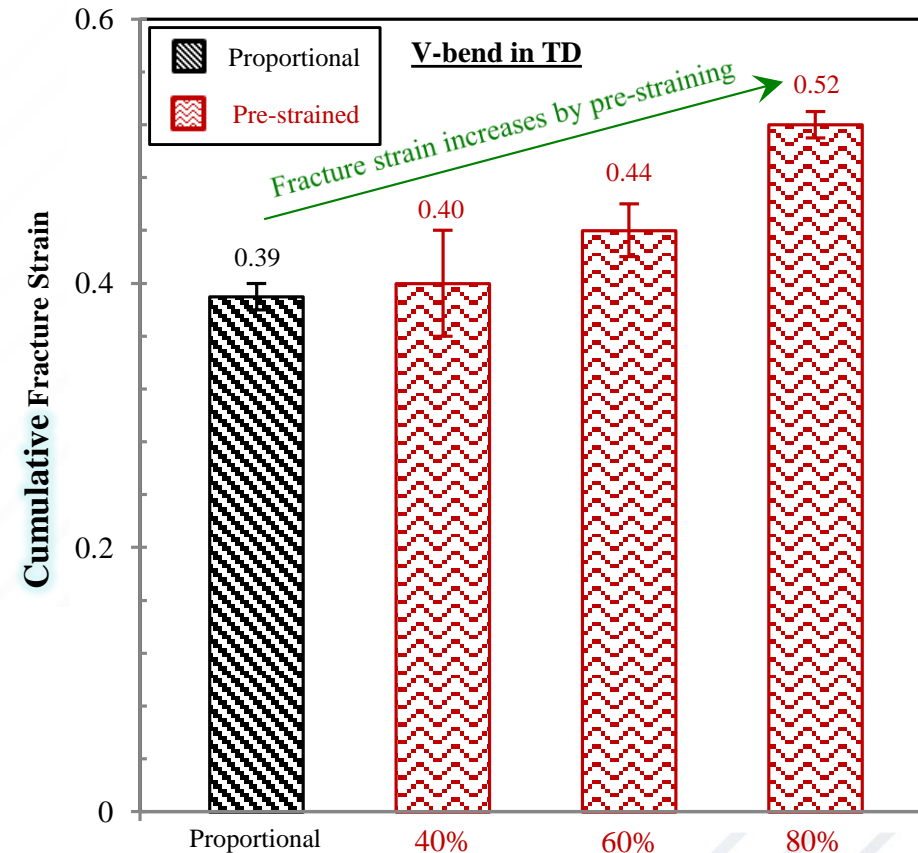 0.6
Proportional
Pre-strained
V-bend in TD
Fracture strain increases by pre-straining
0.52
0.44
0.40
0.39
0.4
0.2
0
Cumulative Fracture Strain
Proportional 40% 60% 80%